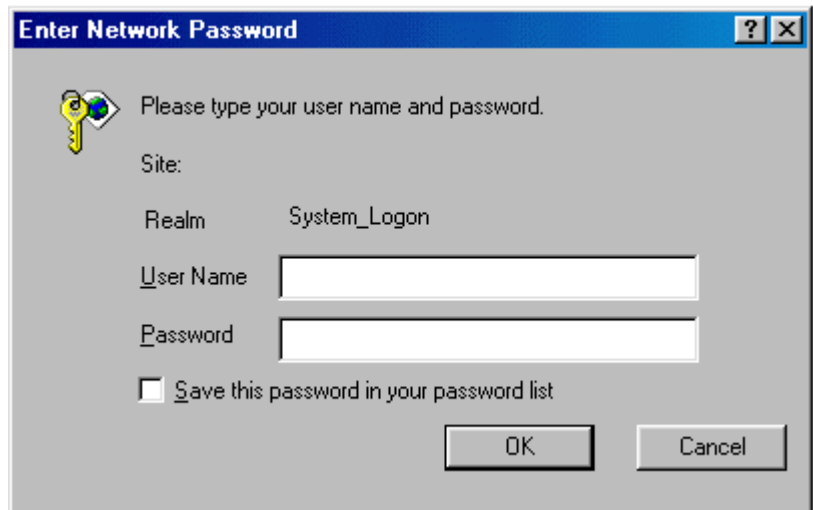 Enter Network Password
Please type your user name and password.
Site:
Realm System_Logon
User Name
Password
Save this password in your password list
OK Cancel